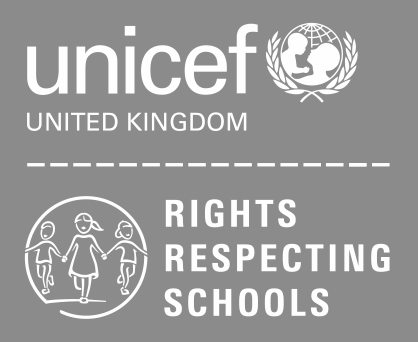 unicef
UNITED KINGDOM
RIGHTS
RESPECTING
SCHOOLS